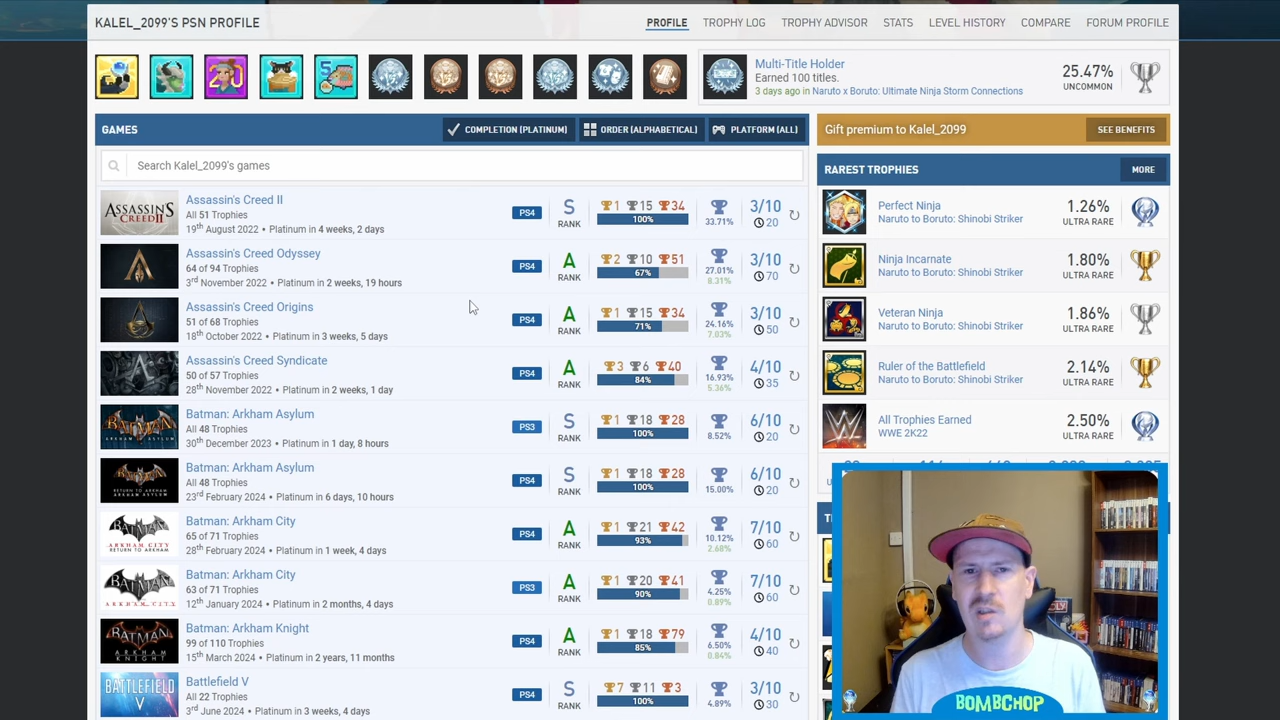 KALEL_2099'S PSN PROFILE
PROFILE TROPHY LOG TROPHY ADVISOR STATS LEVEL HISTORY COMPARE FORUM PROFILE
Multi-Title Holder
Earned 100 titles.
3 days ago in Naruto x Boruto: Ultimate Ninja Storm Connections
25.47%
UNCOMMON
GAMES
COMPLETION (PLATINUM) ORDER (ALPHABETICAL) PLATFORM (ALL)
Search Kalel_2099's games
ASSASSIN'S CREED II
Assassin's Creed II
All 51 Trophies
19th August 2022 • Platinum in 4 weeks, 2 days
PS4
S RANK
1 15 34
100%
33.71%
3/10
20
Assassin's Creed Odyssey
64 of 94 Trophies
3rd November 2022 • Platinum in 2 weeks, 19 hours
PS4
A RANK
2 10 51
67%
27.01%
8.31%
3/10
70
Assassin's Creed Origins
51 of 68 Trophies
18th October 2022 • Platinum in 3 weeks, 5 days
PS4
A RANK
1 15 34
71%
24.16%
7.03%
3/10
50
Assassin's Creed Syndicate
50 of 57 Trophies
28th November 2022 • Platinum in 2 weeks, 1 day
PS4
A RANK
3 6 40
84%
16.93%
5.36%
4/10
35
Batman: Arkham Asylum
All 48 Trophies
30th December 2023 • Platinum in 1 day, 8 hours
PS3
S RANK
1 18 28
100%
8.52%
6/10
20
Batman: Arkham Asylum
All 48 Trophies
23rd February 2024 • Platinum in 6 days, 10 hours
PS4
S RANK
1 18 28
100%
15.00%
6/10
20
ARKHAM CITY
RETURN TO ARKHAM
Batman: Arkham City
65 of 71 Trophies
28th February 2024 • Platinum in 1 week, 4 days
PS4
A RANK
1 21 42
93%
10.12%
2.68%
7/10
60
ARKHAM CITY
Batman: Arkham City
63 of 71 Trophies
12th January 2024 • Platinum in 2 months, 4 days
PS3
A RANK
1 20 41
90%
4.25%
0.89%
7/10
60
BATMAN
ARKHAM KNIGHT
Batman: Arkham Knight
99 of 110 Trophies
15th March 2024 • Platinum in 2 years, 11 months
PS4
A RANK
1 18 79
85%
6.50%
0.84%
4/10
40
BATTLEFIELD V
Battlefield V
All 22 Trophies
3rd June 2024 • Platinum in 3 weeks, 4 days
PS4
S RANK
7 11 3
100%
4.89%
3/10
30
Gift premium to Kalel_2099 SEE BENEFITS
RAREST TROPHIES MORE
Perfect Ninja
Naruto to Boruto: Shinobi Striker
1.26%
ULTRA RARE
Ninja Incarnate
Naruto to Boruto: Shinobi Striker
1.80%
ULTRA RARE
Veteran Ninja
Naruto to Boruto: Shinobi Striker
1.86%
ULTRA RARE
Ruler of the Battlefield
Naruto to Boruto: Shinobi Striker
2.14%
ULTRA RARE
All Trophies Earned
WWE 2K22
2.50%
ULTRA RARE
BOMBCHOP